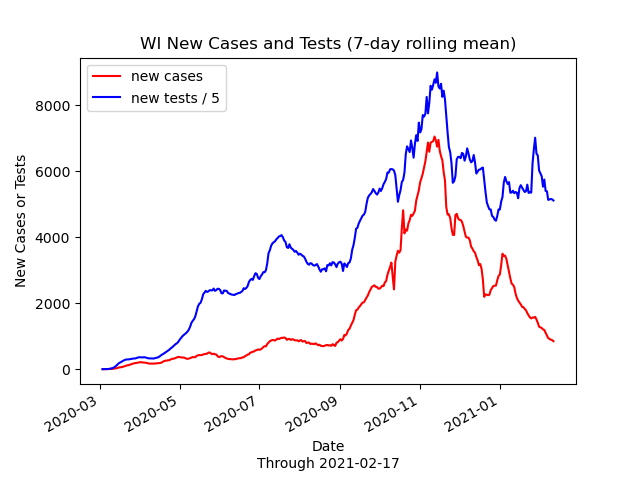 WI New Cases and Tests (7-day rolling mean)
new cases
new tests / 5
New Cases or Tests
8000
6000
4000
2000
0
2020-03
2020-05
2020-07
2020-09
2020-11
2021-01
Date
Through 2021-02-17